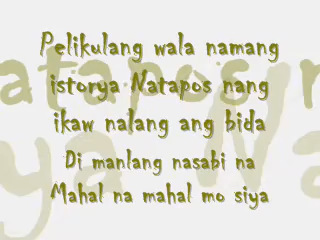 Pelikulang wala namang
istorya Natapos nang
ikaw nalang ang bida
Di manlang nasabi na
Mahal na mahal mo siya